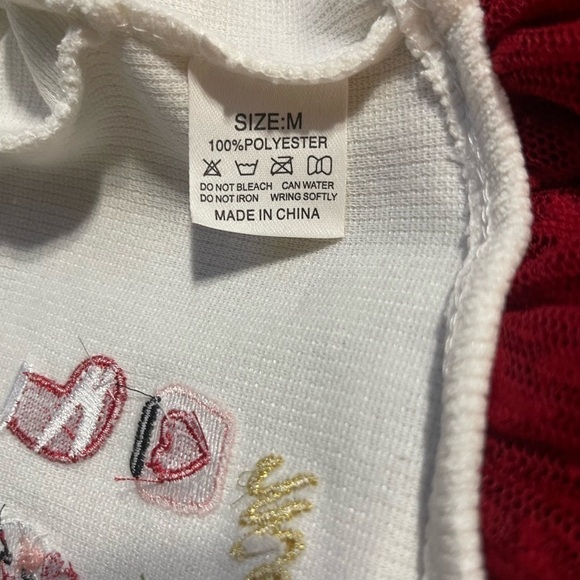 SIZE:M
100%POLYESTER
DO NOT BLEACH CAN WATER
DO NOT IRON WRING SOFTLY
MADE IN CHINA